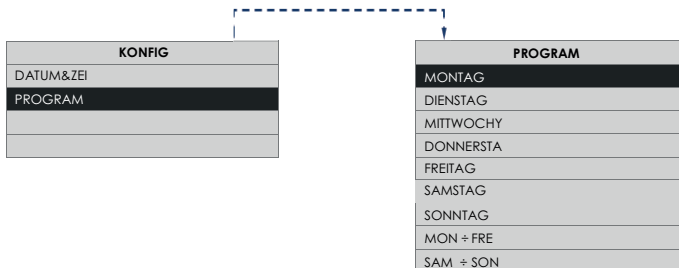 KONFIG
DATUM&ZEI
PROGRAM
PROGRAM
MONTAG
DIENSTAG
MITTWOCHY
DONNERSTA
FREITAG
SAMSTAG
SONNTAG
MON ÷ FRE
SAM ÷ SON